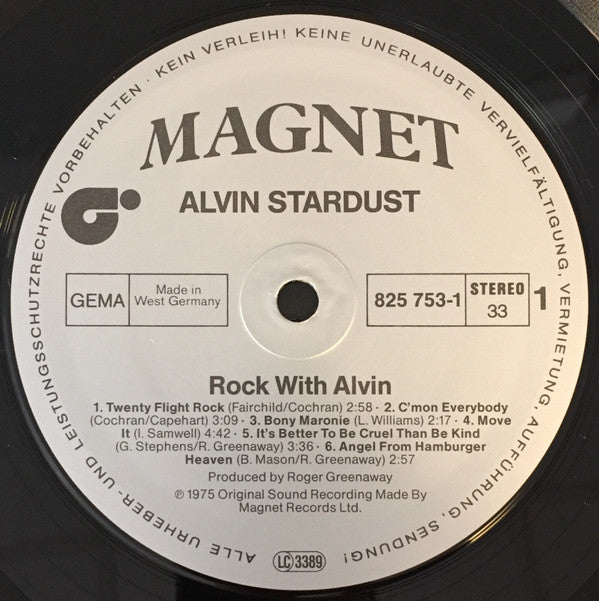 MAGNET
ALVIN STARDUST
GEMA
Made in
West Germany
825 753-1
STEREO
33
1
Rock With Alvin
1. Twenty Flight Rock (Fairchild/Cochran) 2:58 · 2. C'mon Everybody
(Cochran/Capehart) 3:09 · 3. Bony Maronie (L. Williams) 2:17 · 4. Move
It (I. Samwell) 4:42 · 5. It's Better To Be Cruel Than Be Kind
(G. Stephens/R. Greenaway) 3:36 · 6. Angel From Hamburger
Heaven (B. Mason/R. Greenaway) 2:57
Produced by Roger Greenaway
℗ 1975 Original Sound Recording Made By
Magnet Records Ltd.
LC 3389
ALLE URHEBER- UND LEISTUNGSSCHUTZRECHTE VORBEHALTEN · KEIN VERLEIH! KEINE UNERLAUBTE VERVIELFÄLTIGUNG, VERMIETUNG, AUFFÜHRUNG, SENDUNG!